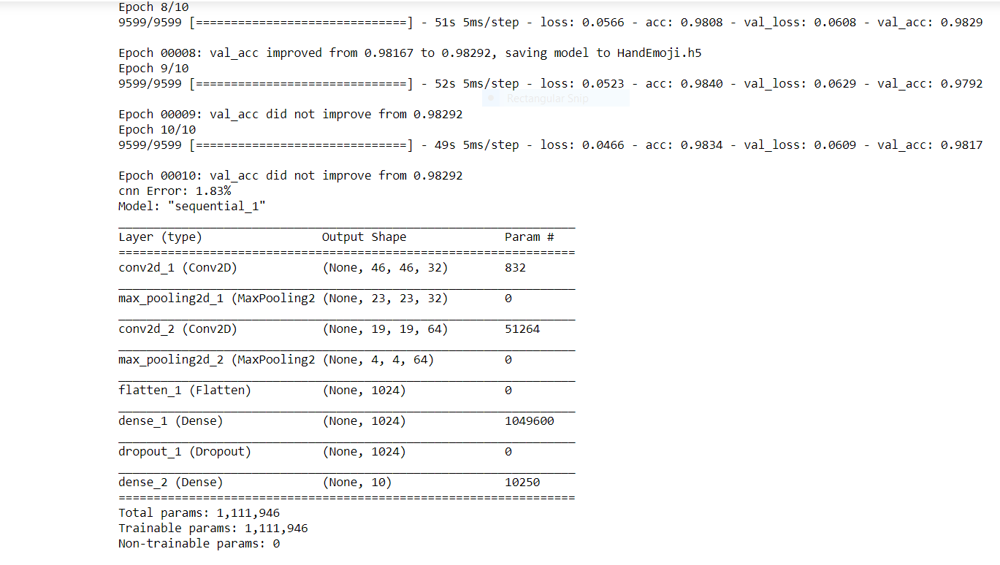 Epoch 8/10
9599/9599 [==============================] - 51s 5ms/step - loss: 0.0566 - acc: 0.9808 - val_loss: 0.0608 - val_acc: 0.9829
Epoch 00008: val_acc improved from 0.98167 to 0.98292, saving model to HandEmoji.h5
Epoch 9/10
9599/9599 [==============================] - 52s 5ms/step - loss: 0.0523 - acc: 0.9840 - val_loss: 0.0629 - val_acc: 0.9792
Rectangular Snip
Epoch 00009: val_acc did not improve from 0.98292
Epoch 10/10
9599/9599 [==============================] - 49s 5ms/step - loss: 0.0466 - acc: 0.9834 - val_loss: 0.0609 - val_acc: 0.9817
Epoch 00010: val_acc did not improve from 0.98292
cnn Error: 1.83%
Model: "sequential_1"
_________________________________________________________________
Layer (type)                 Output Shape              Param #
=================================================================
conv2d_1 (Conv2D)            (None, 46, 46, 32)        832
_________________________________________________________________
max_pooling2d_1 (MaxPooling2 (None, 23, 23, 32)        0
_________________________________________________________________
conv2d_2 (Conv2D)            (None, 19, 19, 64)        51264
_________________________________________________________________
max_pooling2d_2 (MaxPooling2 (None, 4, 4, 64)          0
_________________________________________________________________
flatten_1 (Flatten)          (None, 1024)              0
_________________________________________________________________
dense_1 (Dense)              (None, 1024)              1049600
_________________________________________________________________
dropout_1 (Dropout)          (None, 1024)              0
_________________________________________________________________
dense_2 (Dense)              (None, 10)                10250
=================================================================
Total params: 1,111,946
Trainable params: 1,111,946
Non-trainable params: 0